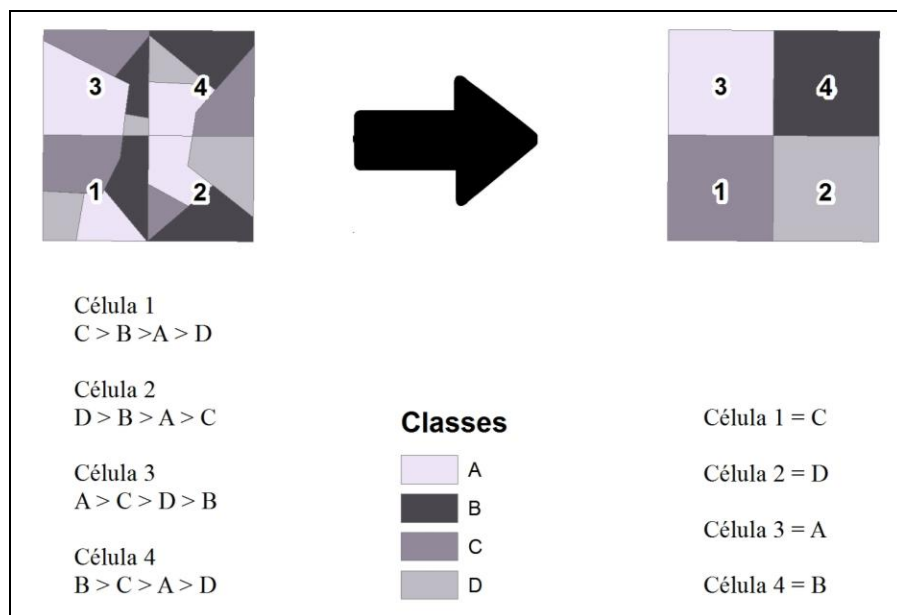 3
4
1
2
3
4
1
2
Célula 1
C > B >A > D
Célula 2
D > B > A > C
Célula 3
A > C > D > B
Célula 4
B > C > A > D
Classes
A
B
C
D
Célula 1 = C
Célula 2 = D
Célula 3 = A
Célula 4 = B